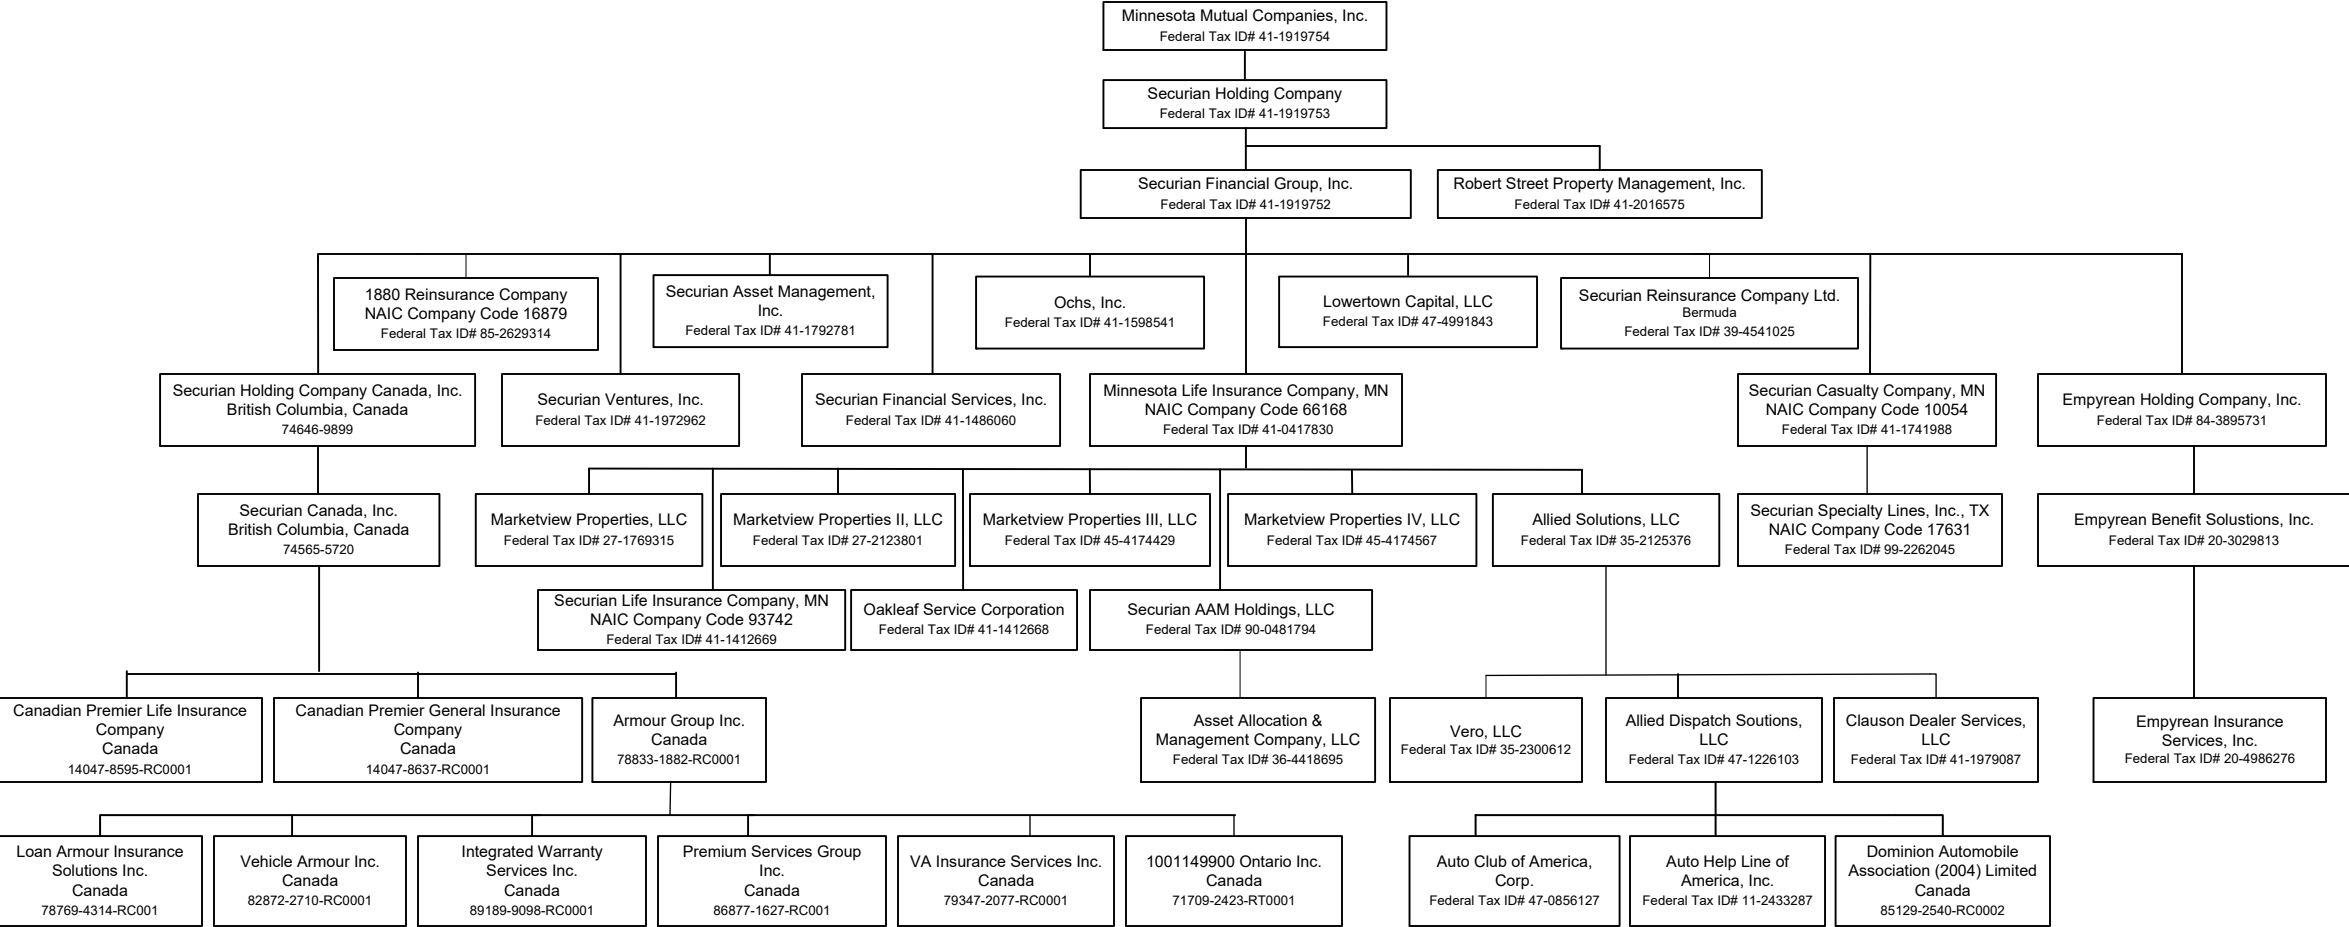 Minnesota Mutual Companies, Inc.
Federal Tax ID# 41-1919754
Securian Holding Company
Federal Tax ID# 41-1919753
Securian Financial Group, Inc.
Federal Tax ID# 41-1919752
Robert Street Property Management, Inc.
Federal Tax ID# 41-2016575
1880 Reinsurance Company
NAIC Company Code 16879
Federal Tax ID# 85-2629314
Securian Asset Management,
Inc.
Federal Tax ID# 41-1792781
Ochs, Inc.
Federal Tax ID# 41-1598541
Lowertown Capital, LLC
Federal Tax ID# 47-4991843
Securian Reinsurance Company Ltd.
Bermuda
Federal Tax ID# 39-4541025
Securian Holding Company Canada, Inc.
British Columbia, Canada
74646-9899
Securian Ventures, Inc.
Federal Tax ID# 41-1972962
Securian Financial Services, Inc.
Federal Tax ID# 41-1486060
Minnesota Life Insurance Company, MN
NAIC Company Code 66168
Federal Tax ID# 41-0417830
Securian Casualty Company, MN
NAIC Company Code 10054
Federal Tax ID# 41-1741988
Empyrean Holding Company, Inc.
Federal Tax ID# 84-3895731
Securian Canada, Inc.
British Columbia, Canada
74565-5720
Marketview Properties, LLC
Federal Tax ID# 27-1769315
Marketview Properties II, LLC
Federal Tax ID# 27-2123801
Marketview Properties III, LLC
Federal Tax ID# 45-4174429
Marketview Properties IV, LLC
Federal Tax ID# 45-4174567
Allied Solutions, LLC
Federal Tax ID# 35-2125376
Securian Specialty Lines, Inc., TX
NAIC Company Code 17631
Federal Tax ID# 99-2262045
Empyrean Benefit Solustions, Inc.
Federal Tax ID# 20-3029813
Securian Life Insurance Company, MN
NAIC Company Code 93742
Federal Tax ID# 41-1412669
Oakleaf Service Corporation
Federal Tax ID# 41-1412668
Securian AAM Holdings, LLC
Federal Tax ID# 90-0481794
Canadian Premier Life Insurance
Company
Canada
14047-8595-RC0001
Canadian Premier General Insurance
Company
Canada
14047-8637-RC0001
Armour Group Inc.
Canada
78833-1882-RC0001
Asset Allocation &
Management Company, LLC
Federal Tax ID# 36-4418695
Vero, LLC
Federal Tax ID# 35-2300612
Allied Dispatch Soutions,
LLC
Federal Tax ID# 47-1226103
Clauson Dealer Services,
LLC
Federal Tax ID# 41-1979087
Empyrean Insurance
Services, Inc.
Federal Tax ID# 20-4986276
Loan Armour Insurance
Solutions Inc.
Canada
78769-4314-RC001
Vehicle Armour Inc.
Canada
82872-2710-RC0001
Integrated Warranty
Services Inc.
Canada
89189-9098-RC0001
Premium Services Group
Inc.
Canada
86877-1627-RC001
VA Insurance Services Inc.
Canada
79347-2077-RC0001
1001149900 Ontario Inc.
Canada
71709-2423-RT0001
Auto Club of America,
Corp.
Federal Tax ID# 47-0856127
Auto Help Line of
America, Inc.
Federal Tax ID# 11-2433287
Dominion Automobile
Association (2004) Limited
Canada
85129-2540-RC0002